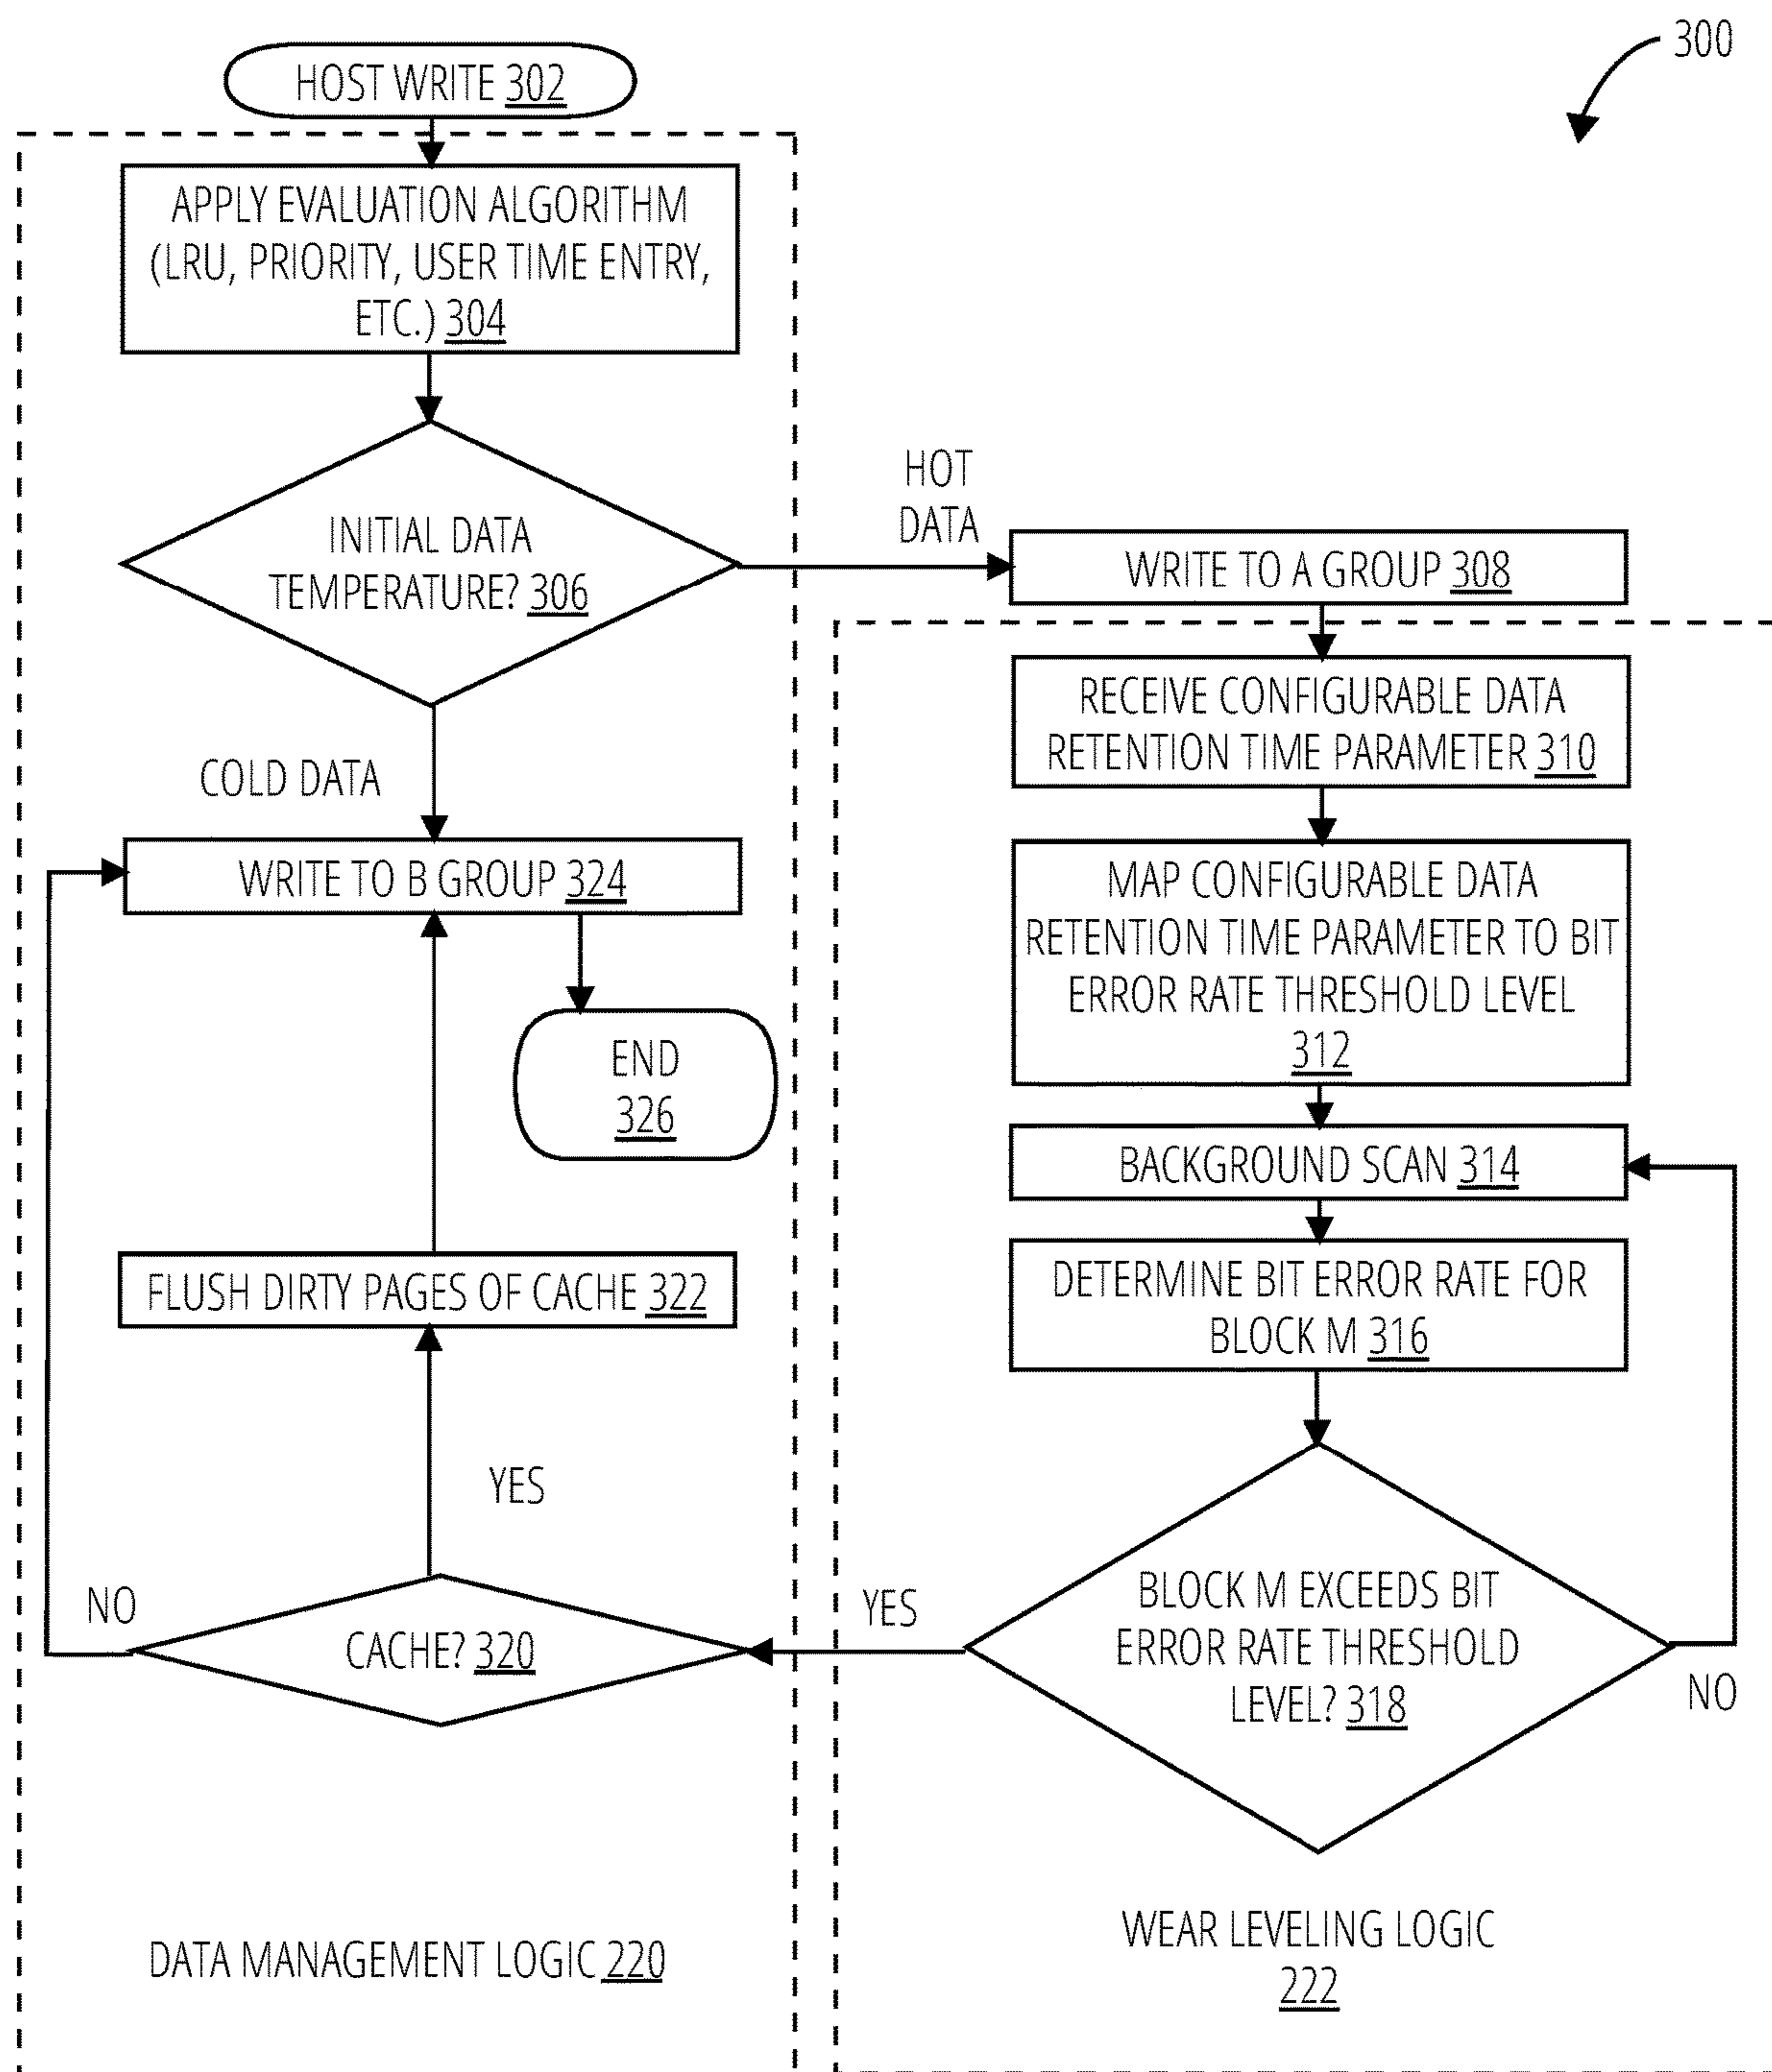 300
HOST WRITE 302
APPLY EVALUATION ALGORITHM
(LRU, PRIORITY, USER TIME ENTRY,
ETC.) 304
INITIAL DATA
TEMPERATURE? 306
HOT
DATA
WRITE TO A GROUP 308
RECEIVE CONFIGURABLE DATA
RETENTION TIME PARAMETER 310
COLD DATA
WRITE TO B GROUP 324
MAP CONFIGURABLE DATA
RETENTION TIME PARAMETER TO BIT
ERROR RATE THRESHOLD LEVEL
312
END
326
BACKGROUND SCAN 314
FLUSH DIRTY PAGES OF CACHE 322
DETERMINE BIT ERROR RATE FOR
BLOCK M 316
YES
NO
CACHE? 320
YES
BLOCK M EXCEEDS BIT
ERROR RATE THRESHOLD
LEVEL? 318
NO
DATA MANAGEMENT LOGIC 220
WEAR LEVELING LOGIC
222